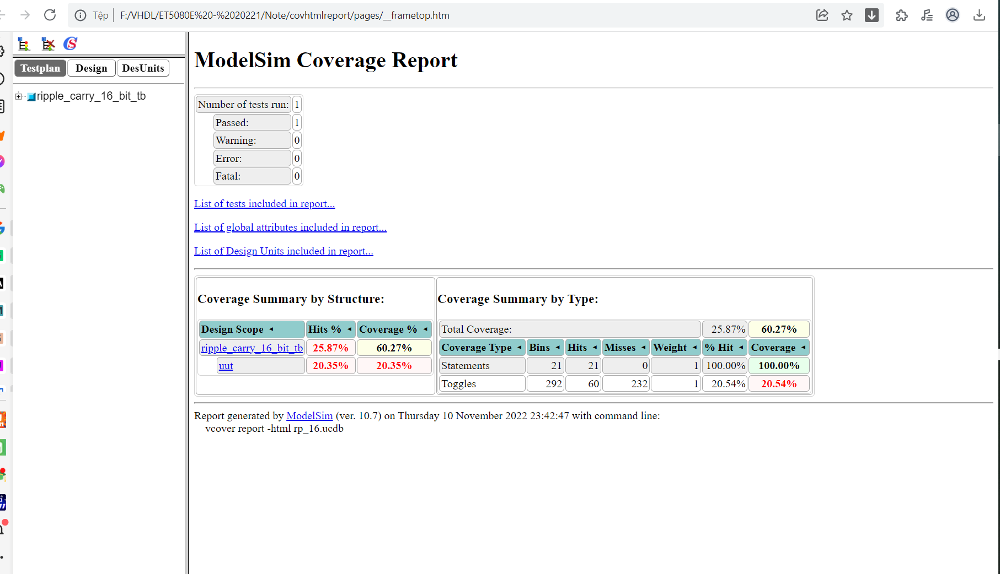 Tệp F:/VHDL/ET5080E%20-%2020221/Note/covhtmlreport/pages/__frametop.htm
Testplan Design DesUnits
ripple_carry_16_bit_tb
ModelSim Coverage Report
Number of tests run: 1
Passed: 1
Warning: 0
Error: 0
Fatal: 0
List of tests included in report...
List of global attributes included in report...
List of Design Units included in report...
Coverage Summary by Structure:
Design Scope Hits % Coverage %
ripple_carry_16_bit_tb 25.87% 60.27%
uut 20.35% 20.35%
Coverage Summary by Type:
Total Coverage: 25.87% 60.27%
Coverage Type Bins Hits Misses Weight % Hit Coverage
Statements 21 21 0 1 100.00% 100.00%
Toggles 292 60 232 1 20.54% 20.54%
Report generated by ModelSim (ver. 10.7) on Thursday 10 November 2022 23:42:47 with command line:
vcover report -html rp_16.ucdb